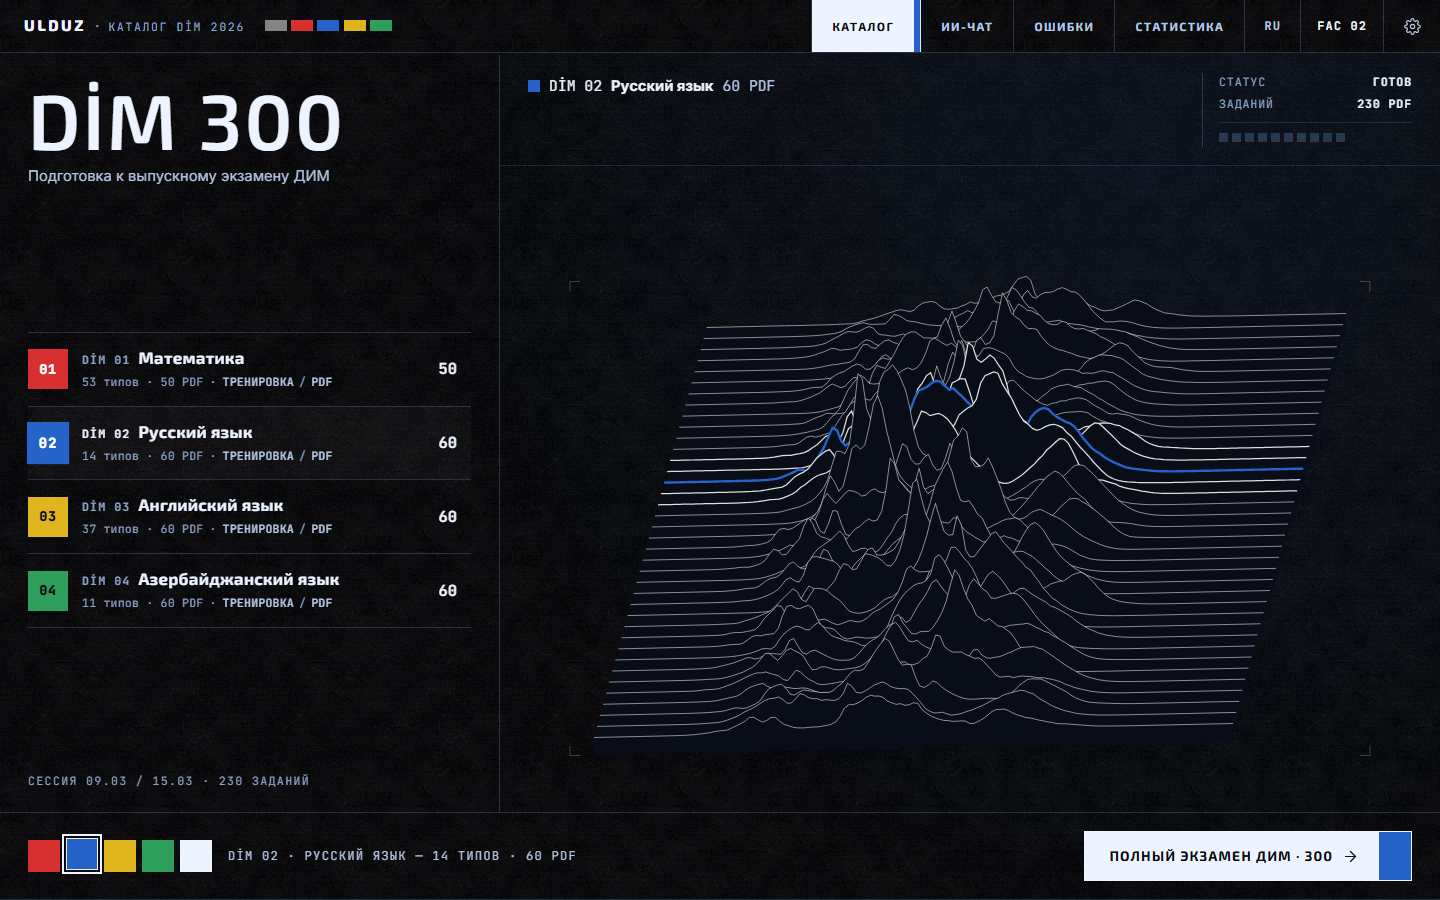 ULDUZ · КАТАЛОГ DİM 2026
КАТАЛОГ
ИИ-ЧАТ
ОШИБКИ
СТАТИСТИКА
RU
FAC 02
DİM 300
Подготовка к выпускному экзамену ДИМ
DİM 02 Русский язык 60 PDF
СТАТУС ГОТОВ
ЗАДАНИЙ 230 PDF
01 DİM 01 Математика 50
53 типов · 50 PDF · ТРЕНИРОВКА / PDF
02 DİM 02 Русский язык 60
14 типов · 60 PDF · ТРЕНИРОВКА / PDF
03 DİM 03 Английский язык 60
37 типов · 60 PDF · ТРЕНИРОВКА / PDF
04 DİM 04 Азербайджанский язык 60
11 типов · 60 PDF · ТРЕНИРОВКА / PDF
СЕССИЯ 09.03 / 15.03 · 230 ЗАДАНИЙ
DİM 02 · РУССКИЙ ЯЗЫК — 14 ТИПОВ · 60 PDF
ПОЛНЫЙ ЭКЗАМЕН ДИМ · 300 →